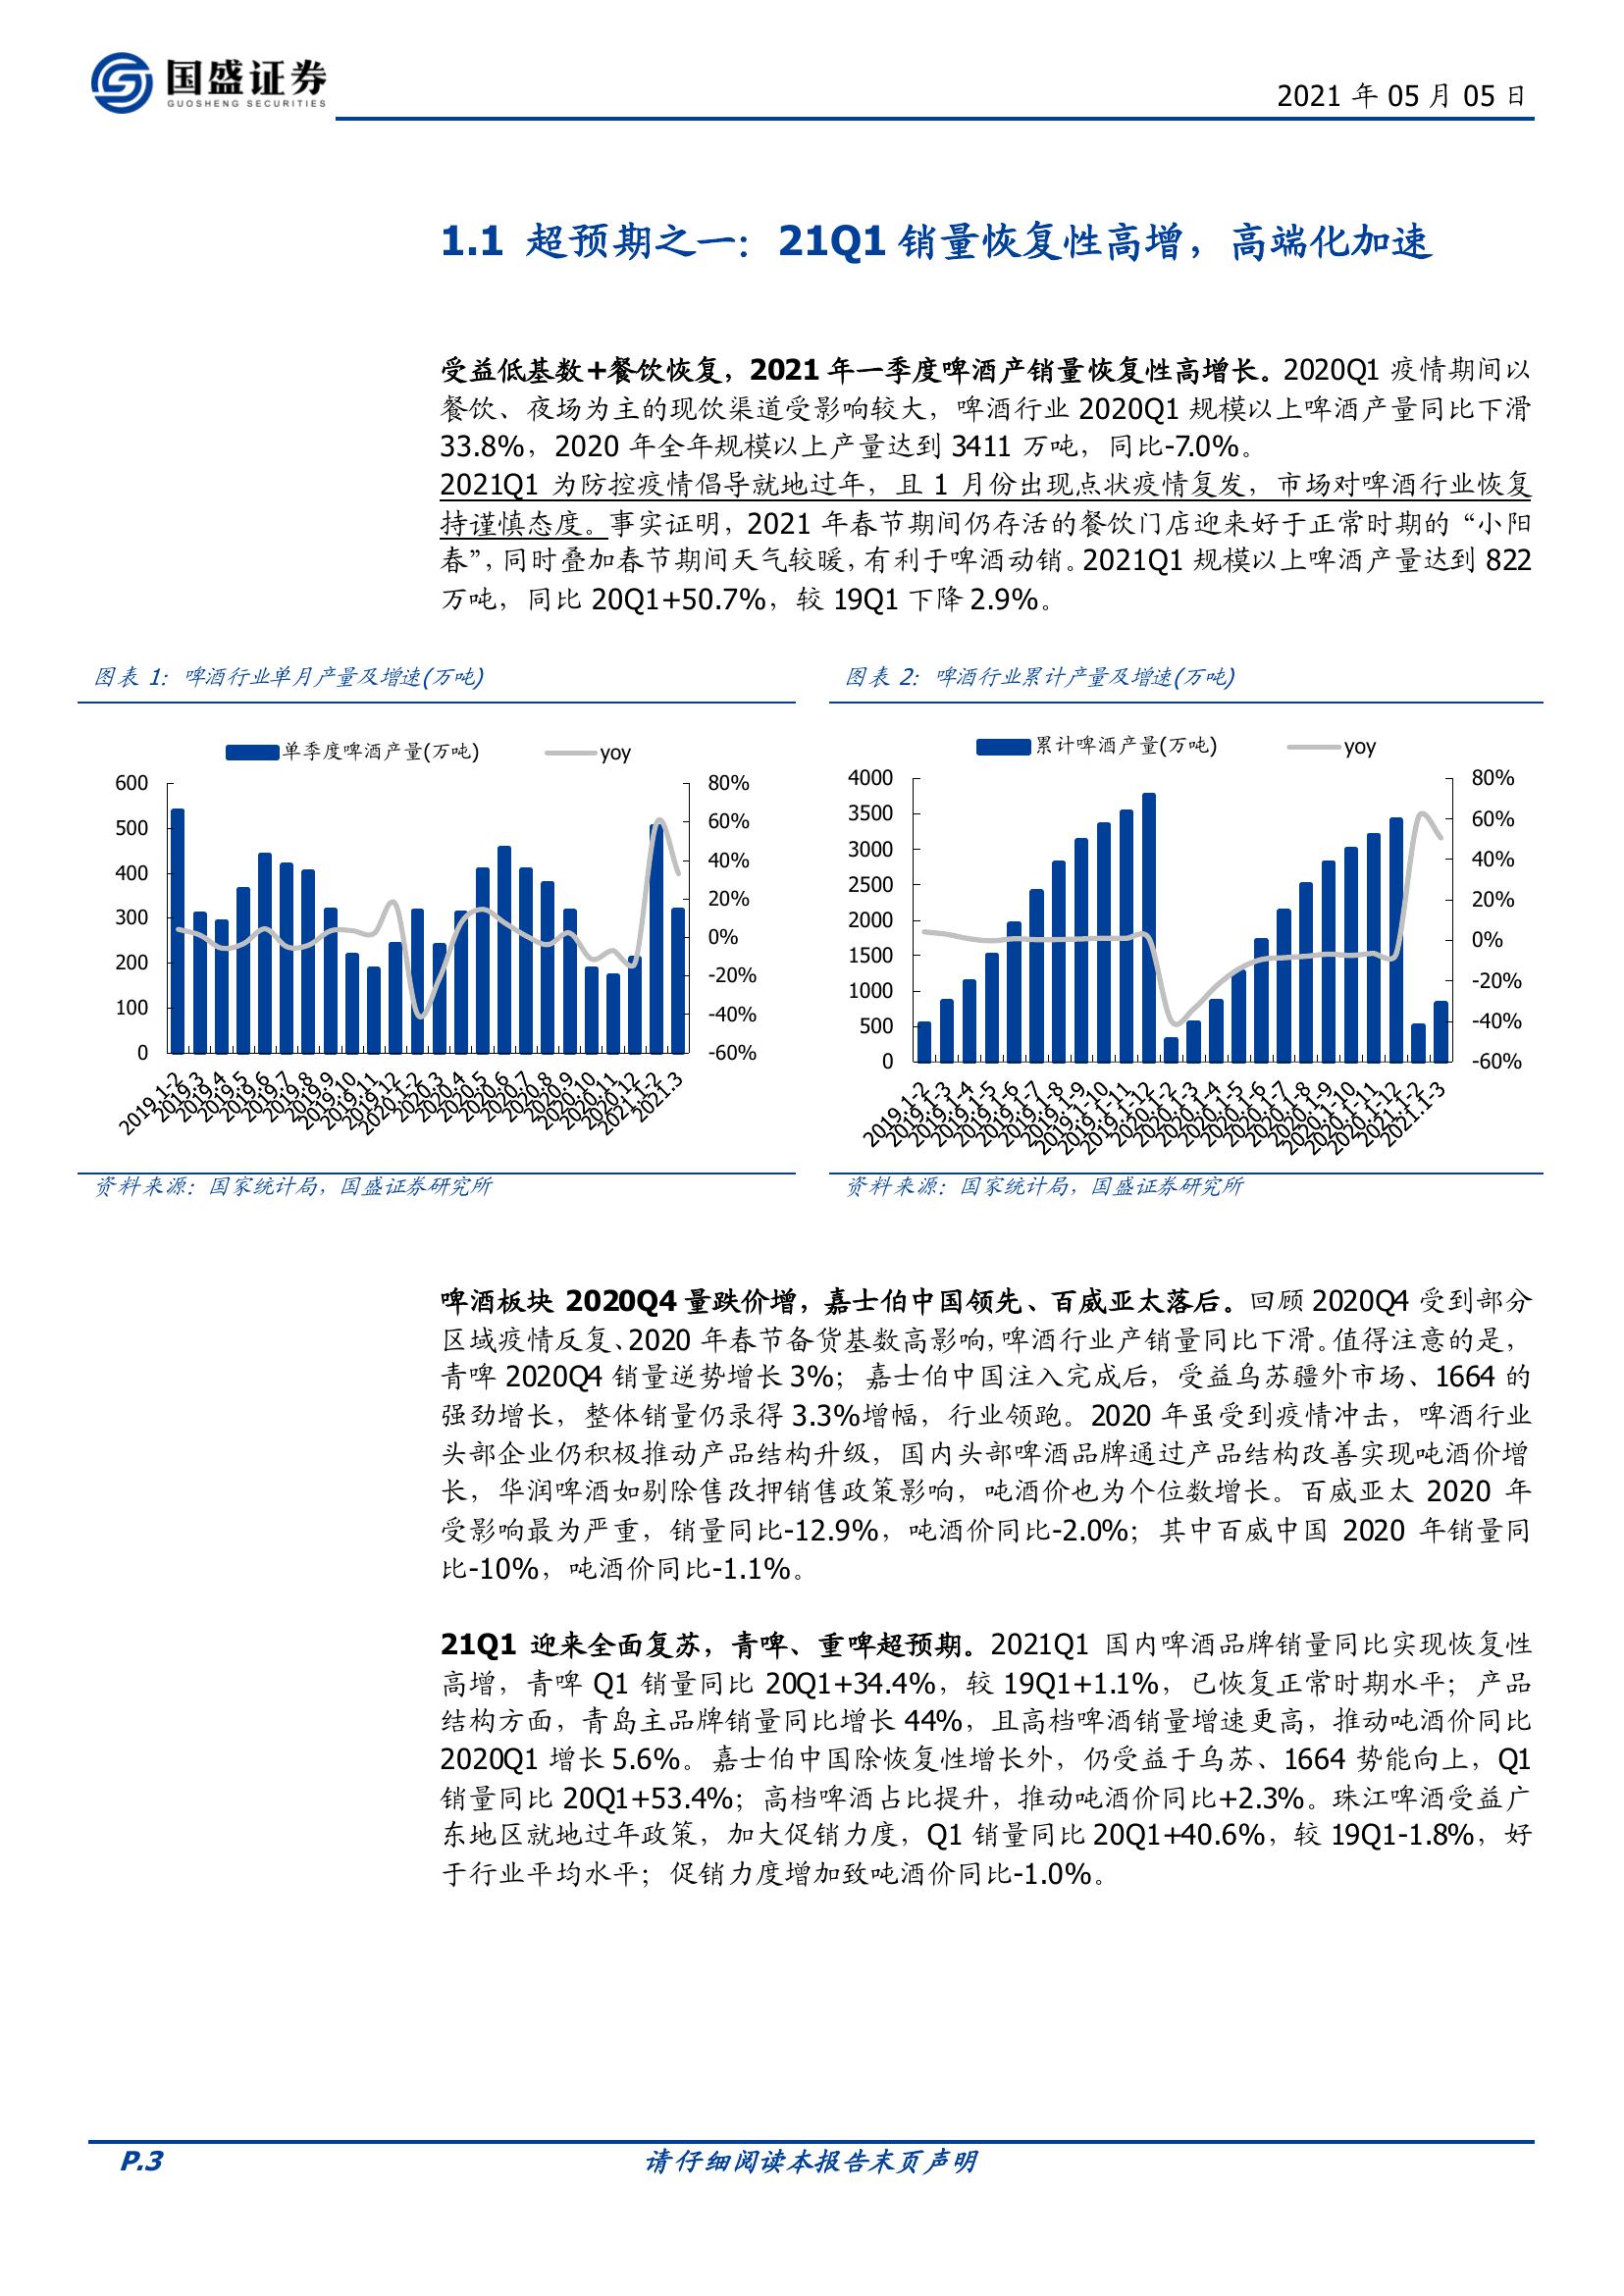 国盛证券
GUOSHENG SECURITIES
2021 年 05 月 05 日
1.1 超预期之一：21Q1 销量恢复性高增，高端化加速
受益低基数+餐饮恢复，2021 年一季度啤酒产销量恢复性高增长。2020Q1 疫情期间以
餐饮、夜场为主的现饮渠道受影响较大，啤酒行业 2020Q1 规模以上啤酒产量同比下滑
33.8%，2020 年全年规模以上产量达到 3411 万吨，同比-7.0%。
2021Q1 为防控疫情倡导就地过年，且 1 月份出现点状疫情复发，市场对啤酒行业恢复
持谨慎态度。事实证明，2021 年春节期间仍存活的餐饮门店迎来好于正常时期的“小阳
春”，同时叠加春节期间天气较暖，有利于啤酒动销。2021Q1 规模以上啤酒产量达到 822
万吨，同比 20Q1+50.7%，较 19Q1 下降 2.9%。
图表 1：啤酒行业单月产量及增速(万吨)
单季度啤酒产量(万吨) yoy
600
500
400
300
200
100
0
80%
60%
40%
20%
0%
-20%
-40%
-60%
2019.1-2
2019.3
2019.4
2019.5
2019.6
2019.7
2019.8
2019.9
2019.10
2019.11
2019.12
2020.1-2
2020.3
2020.4
2020.5
2020.6
2020.7
2020.8
2020.9
2020.10
2020.11
2020.12
2021.1-2
2021.3
资料来源：国家统计局，国盛证券研究所
图表 2：啤酒行业累计产量及增速(万吨)
累计啤酒产量(万吨) yoy
4000
3500
3000
2500
2000
1500
1000
500
0
80%
60%
40%
20%
0%
-20%
-40%
-60%
2019.1-2
2019.1-3
2019.1-4
2019.1-5
2019.1-6
2019.1-7
2019.1-8
2019.1-9
2019.1-10
2019.1-11
2019.1-12
2020.1-2
2020.1-3
2020.1-4
2020.1-5
2020.1-6
2020.1-7
2020.1-8
2020.1-9
2020.1-10
2020.1-11
2020.1-12
2021.1-2
2021.1-3
资料来源：国家统计局，国盛证券研究所
啤酒板块 2020Q4 量跌价增，嘉士伯中国领先、百威亚太落后。回顾 2020Q4 受到部分
区域疫情反复、2020 年春节备货基数高影响，啤酒行业产销量同比下滑。值得注意的是，
青啤 2020Q4 销量逆势增长 3%；嘉士伯中国注入完成后，受益乌苏疆外市场、1664 的
强劲增长，整体销量仍录得 3.3%增幅，行业领跑。2020 年虽受到疫情冲击，啤酒行业
头部企业仍积极推动产品结构升级，国内头部啤酒品牌通过产品结构改善实现吨酒价增
长，华润啤酒如剔除售改押销售政策影响，吨酒价也为个位数增长。百威亚太 2020 年
受影响最为严重，销量同比-12.9%，吨酒价同比-2.0%；其中百威中国 2020 年销量同
比-10%，吨酒价同比-1.1%。
21Q1 迎来全面复苏，青啤、重啤超预期。2021Q1 国内啤酒品牌销量同比实现恢复性
高增，青啤 Q1 销量同比 20Q1+34.4%，较 19Q1+1.1%，已恢复正常时期水平；产品
结构方面，青岛主品牌销量同比增长 44%，且高档啤酒销量增速更高，推动吨酒价同比
2020Q1 增长 5.6%。嘉士伯中国除恢复性增长外，仍受益于乌苏、1664 势能向上，Q1
销量同比 20Q1+53.4%；高档啤酒占比提升，推动吨酒价同比+2.3%。珠江啤酒受益广
东地区就地过年政策，加大促销力度，Q1 销量同比 20Q1+40.6%，较 19Q1-1.8%，好
于行业平均水平；促销力度增加致吨酒价同比-1.0%。
P.3
请仔细阅读本报告末页声明